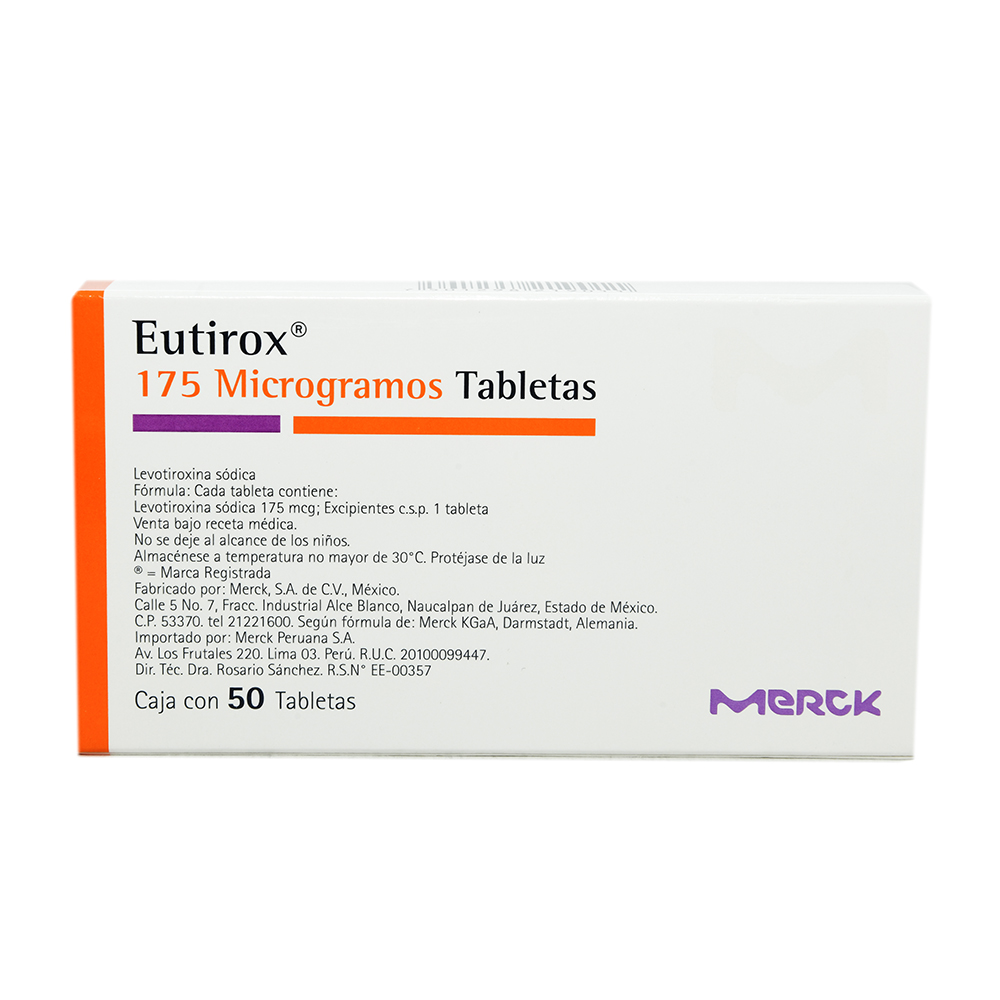 Eutirox®
175 Microgramos Tabletas
Levotiroxina sódica
Fórmula: Cada tableta contiene:
Levotiroxina sódica 175 mcg; Excipientes c.s.p. 1 tableta
Venta bajo receta médica.
No se deje al alcance de los niños.
Almacénese a temperatura no mayor de 30°C. Protéjase de la luz
® = Marca Registrada
Fabricado por: Merck, S.A. de C.V., México.
Calle 5 No. 7, Fracc. Industrial Alce Blanco, Naucalpan de Juárez, Estado de México.
C.P. 53370. tel 21221600. Según fórmula de: Merck KGaA, Darmstadt, Alemania.
Importado por: Merck Peruana S.A.
Av. Los Frutales 220. Lima 03. Perú. R.U.C. 20100099447.
Dir. Téc. Dra. Rosario Sánchez. R.S.N° EE-00357
Caja con 50 Tabletas
MERCK